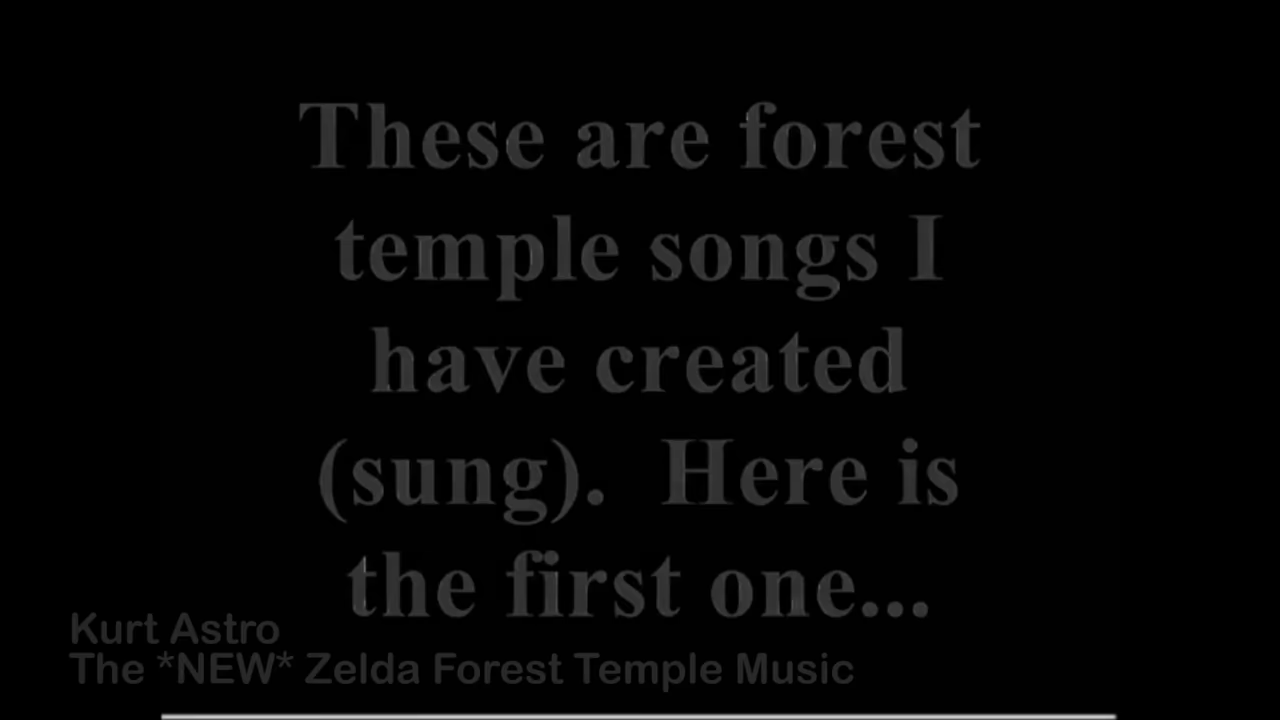 These are forest
temple songs I
have created
(sung).  Here is
the first one...
Kurt Astro
The *NEW* Zelda Forest Temple Music